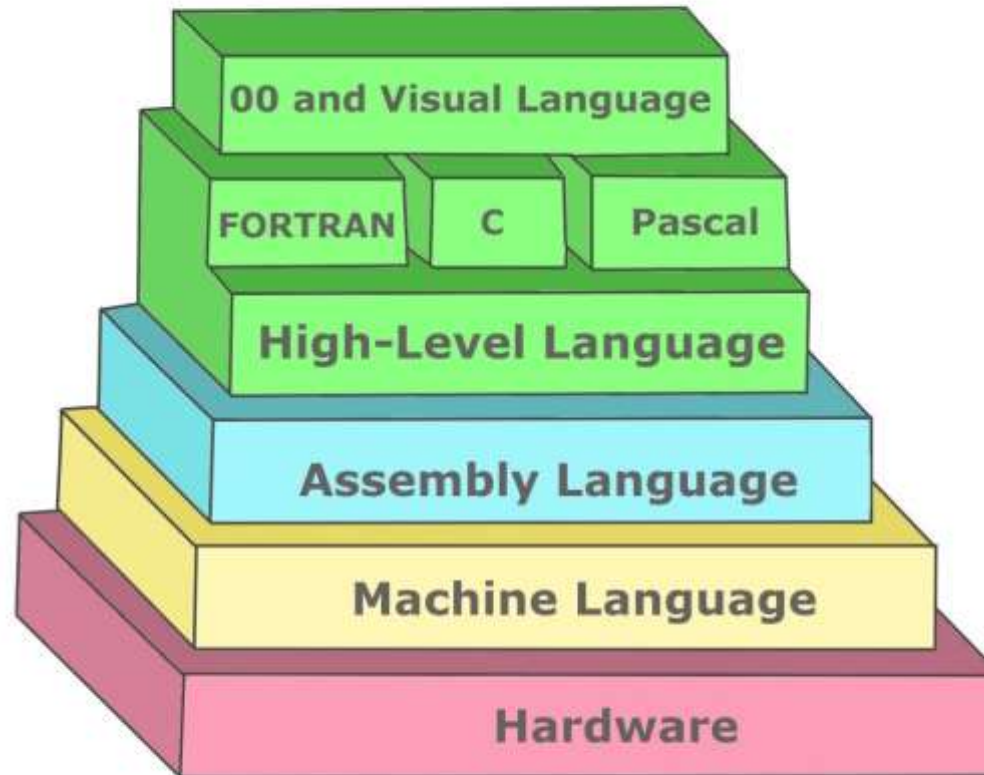 00 and Visual Language
FORTRAN C Pascal
High-Level Language
Assembly Language
Machine Language
Hardware